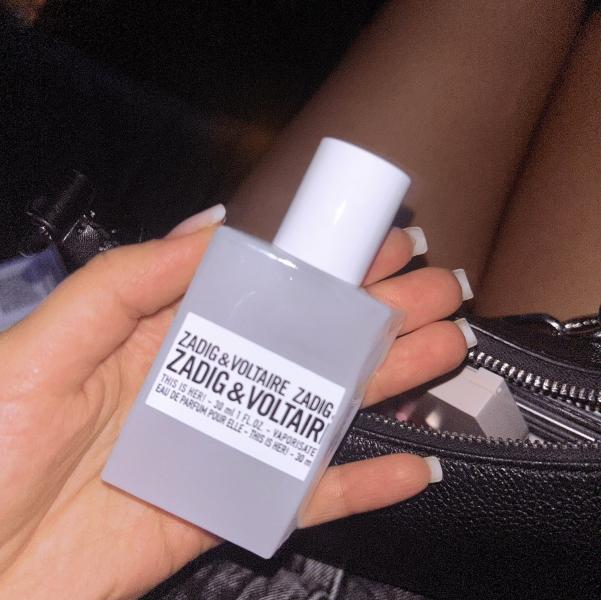 ZADIG & VOLTAIRE ZADIG
ZADIG & VOLTAIR
THIS IS HER! - 30 ml 1 FL.OZ. - VAPORISATE
EAU DE PARFUM POUR ELLE - THIS IS HER! - 30 m